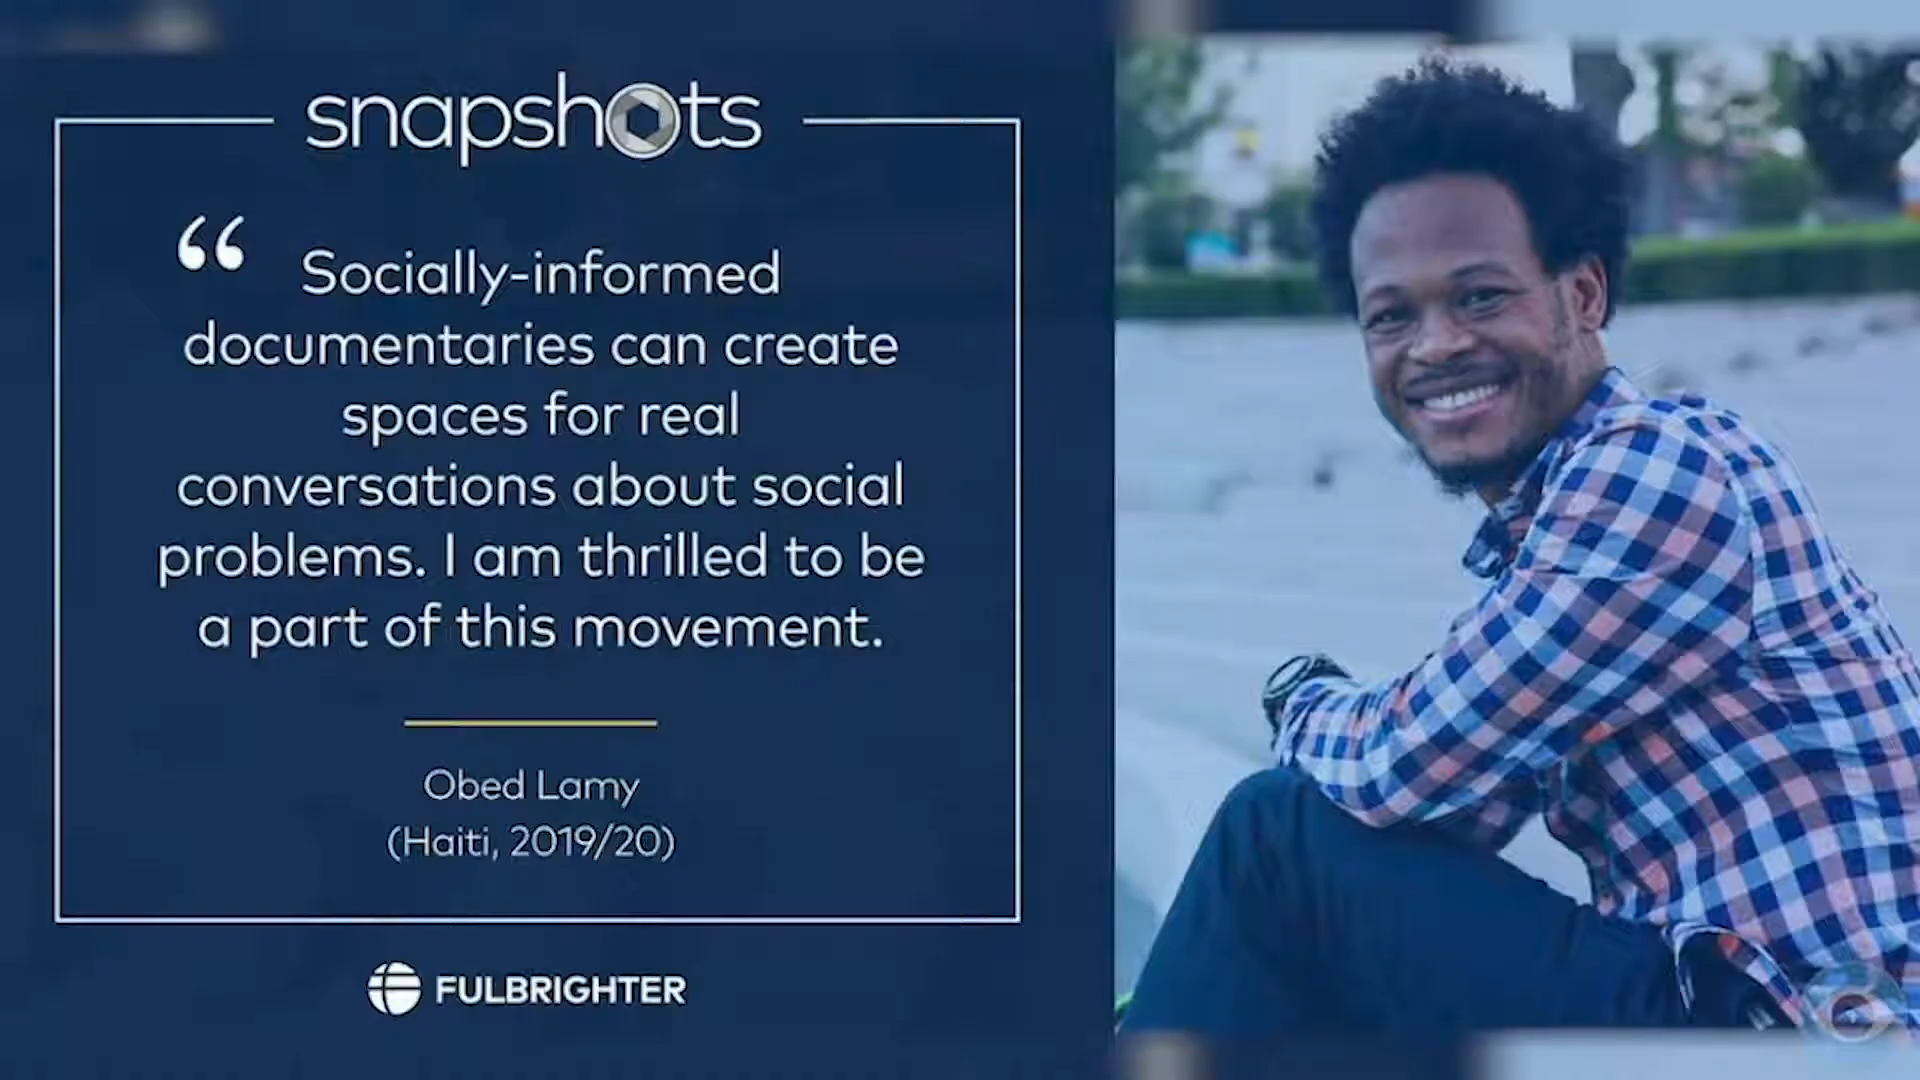 snapshots
“ Socially-informed
documentaries can create
spaces for real
conversations about social
problems. I am thrilled to be
a part of this movement.
Obed Lamy
(Haiti, 2019/20)
FULBRIGHTER